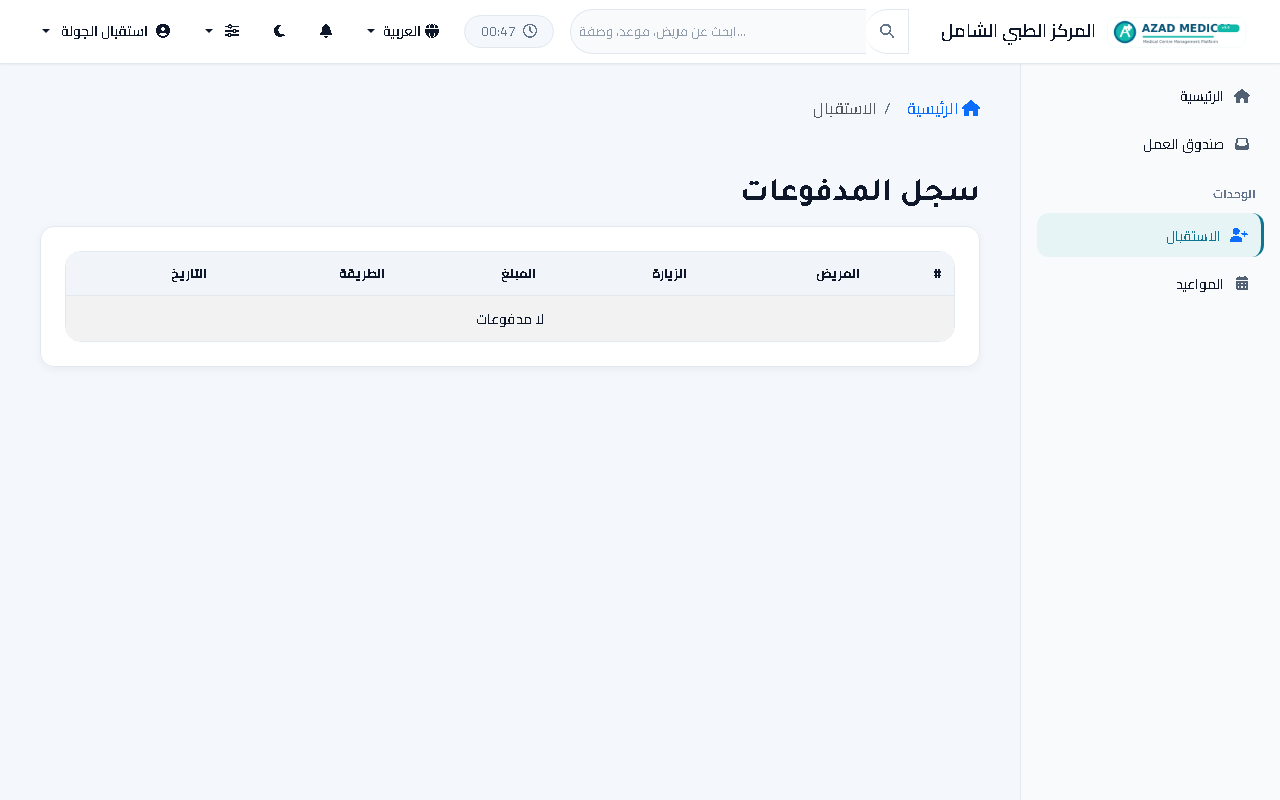 AZAD MEDIC
Medical Centre Management Platform
المركز الطبي الشامل
ابحث عن مريض، موعد، وصفة...
00:47
العربية
استقبال الجولة
الرئيسية
صندوق العمل
الوحدات
الاستقبال
المواعيد
الرئيسية / الاستقبال
سجل المدفوعات
# المريض الزيارة المبلغ الطريقة التاريخ
لا مدفوعات